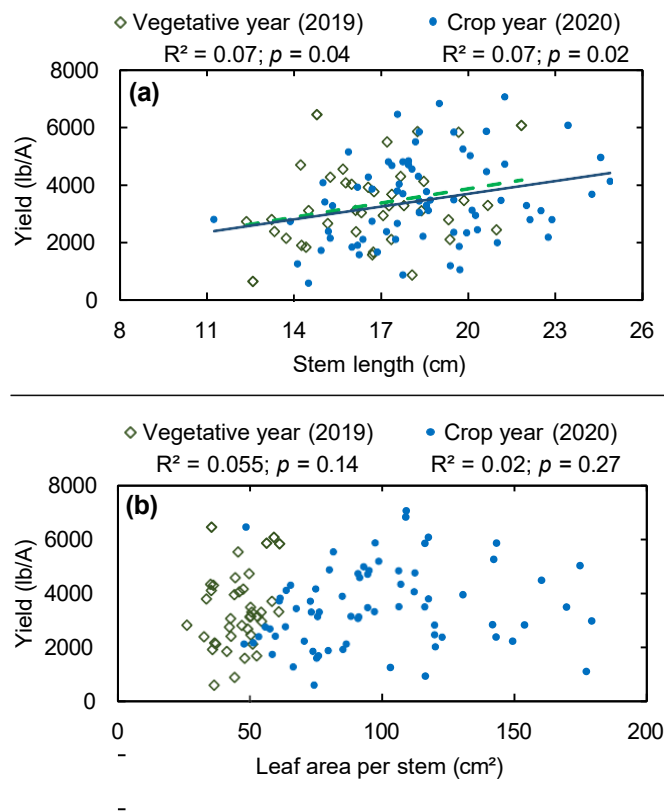 Vegetative year (2019) Crop year (2020)
R² = 0.07; p = 0.04 R² = 0.07; p = 0.02
8000
(a)
6000
4000
2000
0
Yield (lb/A)
8 11 14 17 20 23 26
Stem length (cm)
Vegetative year (2019) Crop year (2020)
R² = 0.055; p = 0.14 R² = 0.02; p = 0.27
8000
(b)
6000
4000
2000
0
Yield (lb/A)
0 50 100 150 200
Leaf area per stem (cm²)